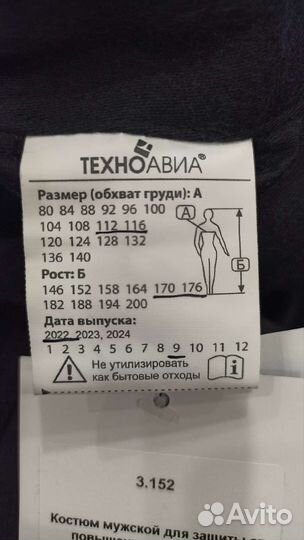 ТЕХНОАВИА®
Размер (обхват груди): А
80 84 88 92 96 100
104 108 112 116
120 124 128 132
136 140
А
Б
Рост: Б
146 152 158 164 170 176
182 188 194 200
Дата выпуска:
2022, 2023, 2024
1 2 3 4 5 6 7 8 9 10 11 12
Не утилизировать
как бытовые отходы
3.152
Костюм мужской для защиты от
Avito